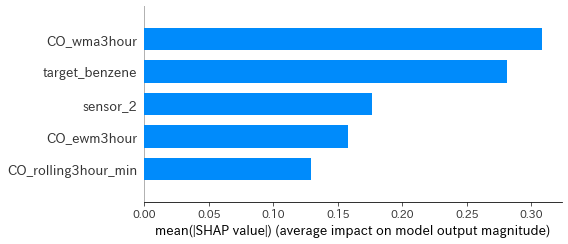 CO_wma3hour
target_benzene
sensor_2
CO_ewm3hour
CO_rolling3hour_min
0.00 0.05 0.10 0.15 0.20 0.25 0.30
mean(|SHAP value|) (average impact on model output magnitude)